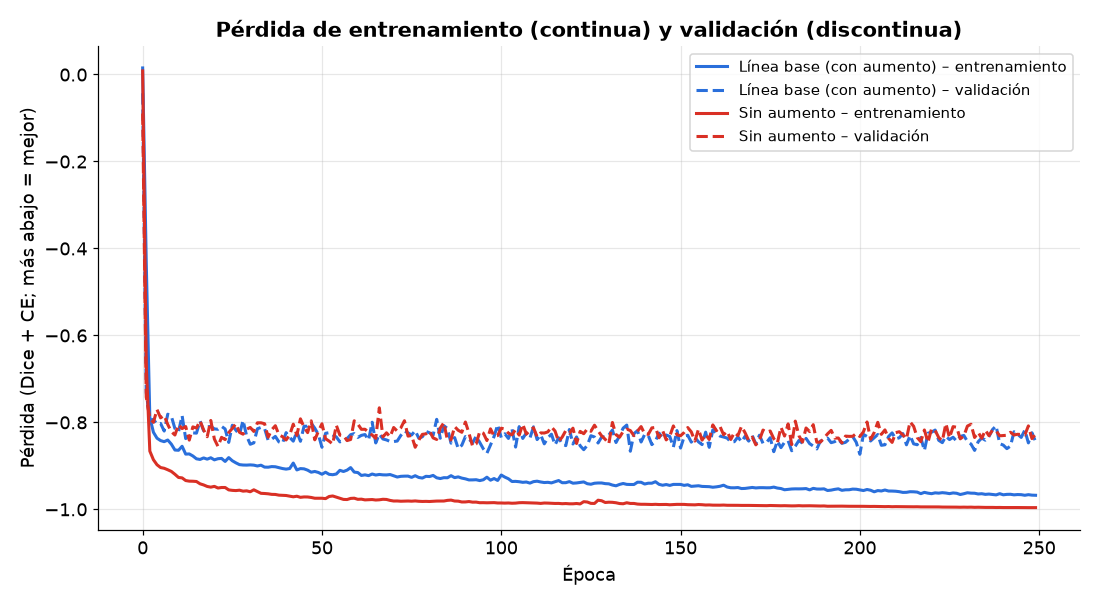 Pérdida de entrenamiento (continua) y validación (discontinua)
Línea base (con aumento) – entrenamiento
Línea base (con aumento) – validación
Sin aumento – entrenamiento
Sin aumento – validación
Pérdida (Dice + CE; más abajo = mejor)
0.0
−0.2
−0.4
−0.6
−0.8
−1.0
0 50 100 150 200 250
Época